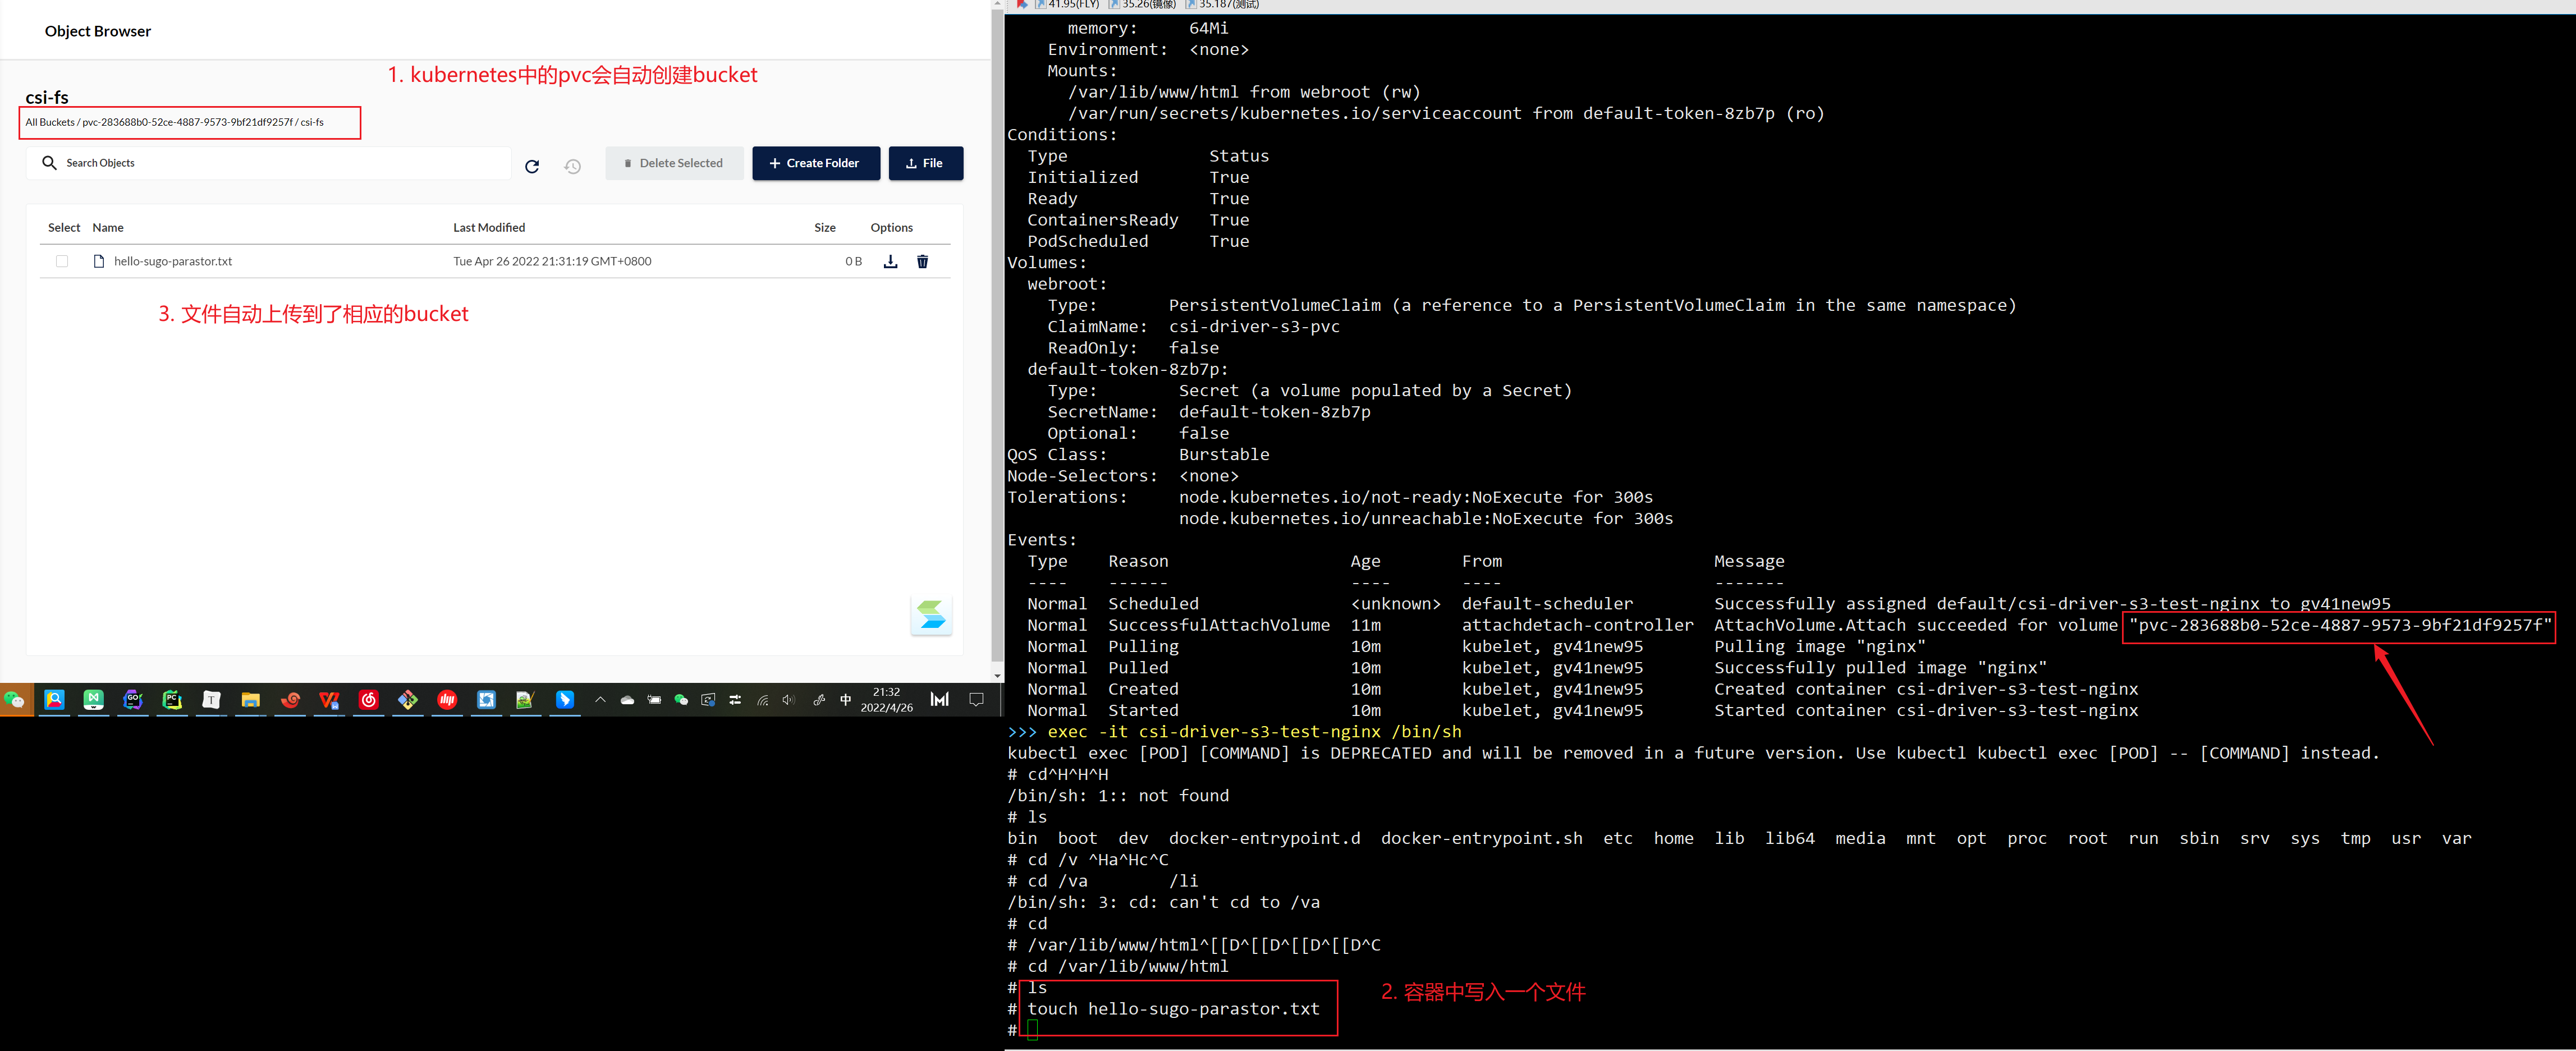 Object Browser
1. kubernetes中的pvc会自动创建bucket
csi-fs
All Buckets / pvc-283688b0-52ce-4887-9573-9bf21df9257f / csi-fs
Search Objects
Delete Selected
Create Folder
File
Select Name Last Modified Size Options
hello-sugo-parastor.txt Tue Apr 26 2022 21:31:19 GMT+0800 0 B
3. 文件自动上传到了相应的bucket
中
21:32
2022/4/26
41.95(FLY) 35.26(镜像) 35.187(测试)
memory: 64Mi
Environment: <none>
Mounts:
/var/lib/www/html from webroot (rw)
/var/run/secrets/kubernetes.io/serviceaccount from default-token-8zb7p (ro)
Conditions:
Type Status
Initialized True
Ready True
ContainersReady True
PodScheduled True
Volumes:
webroot:
Type: PersistentVolumeClaim (a reference to a PersistentVolumeClaim in the same namespace)
ClaimName: csi-driver-s3-pvc
ReadOnly: false
default-token-8zb7p:
Type: Secret (a volume populated by a Secret)
SecretName: default-token-8zb7p
Optional: false
QoS Class: Burstable
Node-Selectors: <none>
Tolerations: node.kubernetes.io/not-ready:NoExecute for 300s
node.kubernetes.io/unreachable:NoExecute for 300s
Events:
Type Reason Age From Message
---- ------ ---- ---- -------
Normal Scheduled <unknown> default-scheduler Successfully assigned default/csi-driver-s3-test-nginx to gv41new95
Normal SuccessfulAttachVolume 11m attachdetach-controller AttachVolume.Attach succeeded for volume "pvc-283688b0-52ce-4887-9573-9bf21df9257f"
Normal Pulling 10m kubelet, gv41new95 Pulling image "nginx"
Normal Pulled 10m kubelet, gv41new95 Successfully pulled image "nginx"
Normal Created 10m kubelet, gv41new95 Created container csi-driver-s3-test-nginx
Normal Started 10m kubelet, gv41new95 Started container csi-driver-s3-test-nginx
>>> exec -it csi-driver-s3-test-nginx /bin/sh
kubectl exec [POD] [COMMAND] is DEPRECATED and will be removed in a future version. Use kubectl kubectl exec [POD] -- [COMMAND] instead.
# cd^H^H^H
/bin/sh: 1:: not found
# ls
bin boot dev docker-entrypoint.d docker-entrypoint.sh etc home lib lib64 media mnt opt proc root run sbin srv sys tmp usr var
# cd /v ^Ha^Hc^C
# cd /va /li
/bin/sh: 3: cd: can't cd to /va
# cd
# /var/lib/www/html^[[D^[[D^[[D^[[D^C
# cd /var/lib/www/html
# ls
# touch hello-sugo-parastor.txt
#
2. 容器中写入一个文件